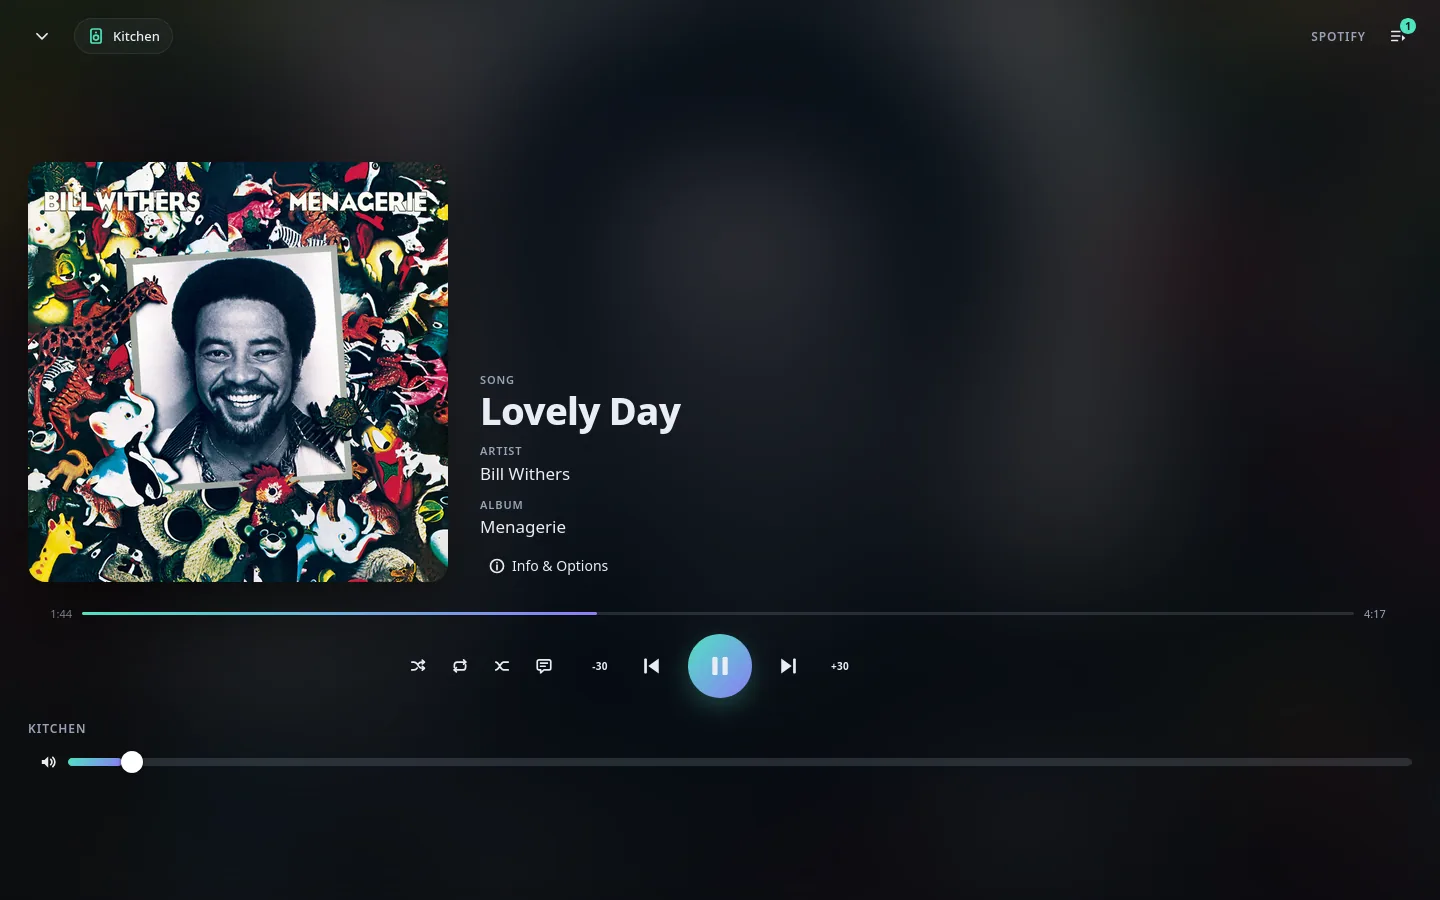 Kitchen
SPOTIFY
1
BILL WITHERS
MENAGERIE
SONG
Lovely Day
ARTIST
Bill Withers
ALBUM
Menagerie
Info & Options
1:44
4:17
-30
+30
KITCHEN